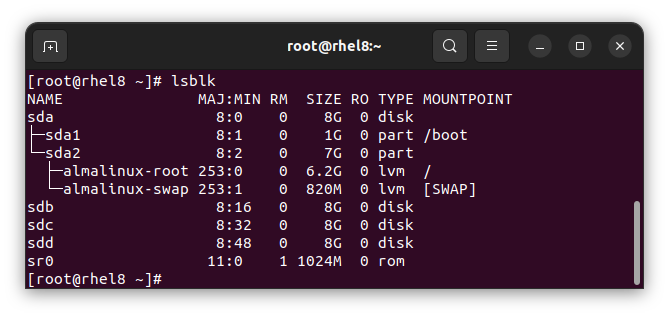 root@rhel8:~
[root@rhel8 ~]# lsblk
NAME               MAJ:MIN RM  SIZE RO TYPE MOUNTPOINT
sda                  8:0    0    8G  0 disk
├─sda1               8:1    0    1G  0 part /boot
└─sda2               8:2    0    7G  0 part
  ├─almalinux-root 253:0    0  6.2G  0 lvm  /
  └─almalinux-swap 253:1    0  820M  0 lvm  [SWAP]
sdb                  8:16   0    8G  0 disk
sdc                  8:32   0    8G  0 disk
sdd                  8:48   0    8G  0 disk
sr0                 11:0    1 1024M  0 rom
[root@rhel8 ~]#